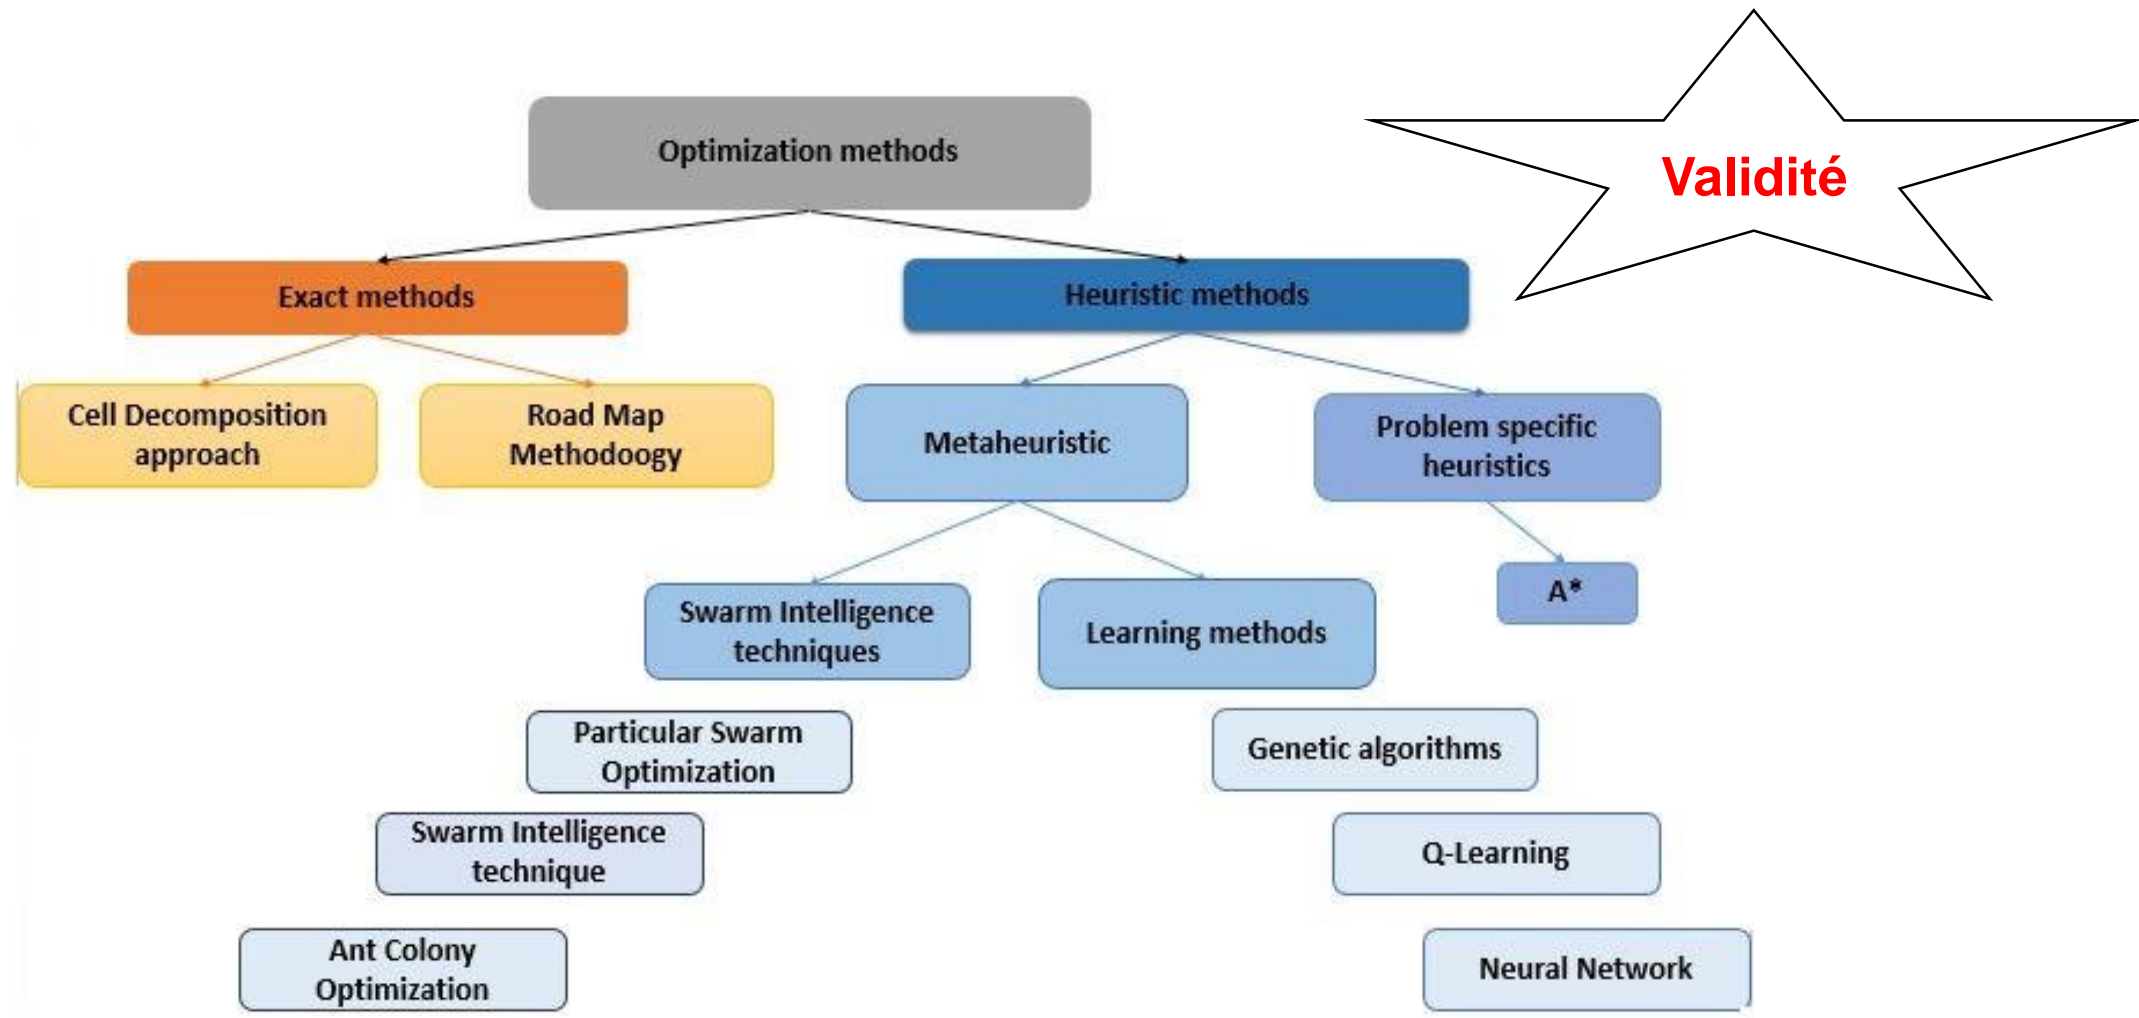 Optimization methods
Validité
Exact methods
Heuristic methods
Cell Decomposition
approach
Road Map
Methodoogy
Metaheuristic
Problem specific
heuristics
Swarm Intelligence
techniques
Learning methods
A*
Particular Swarm
Optimization
Genetic algorithms
Swarm Intelligence
technique
Q-Learning
Ant Colony
Optimization
Neural Network